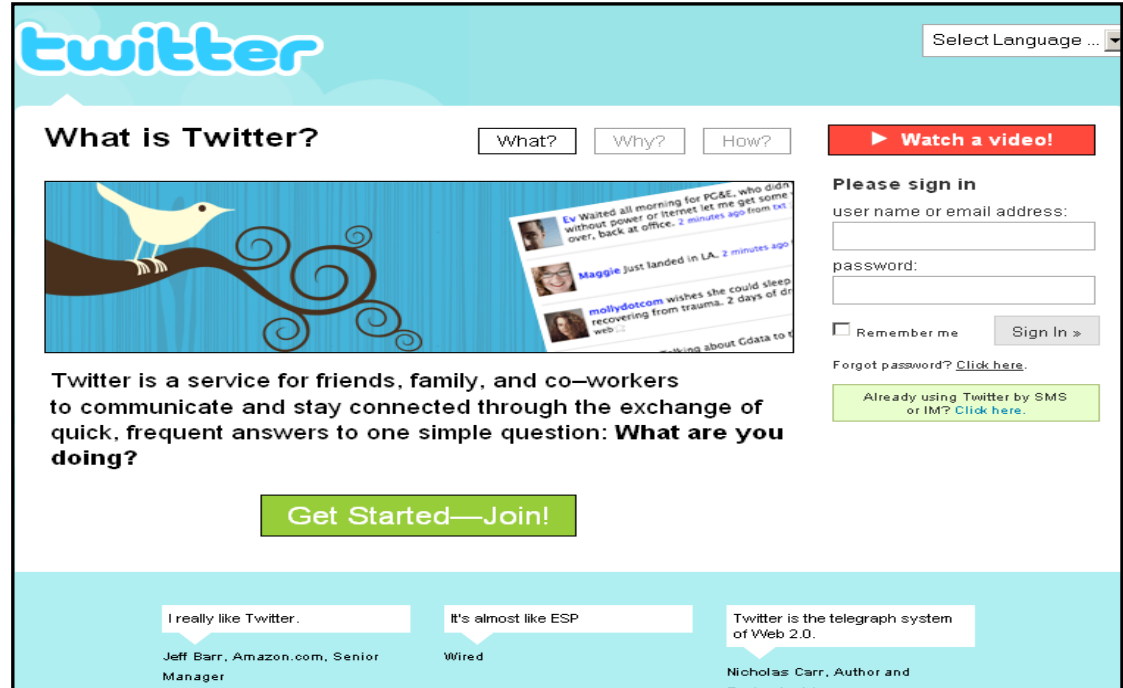 twitter
Select Language ...
What is Twitter?
What?
Why?
How?
Watch a video!
Ev Waited all morning for PG&E, who didn
without power or Iternet let me get some
over, back at office. 2 minutes ago from txt
Maggie Just landed in LA. 2 minutes ago
mollydotcom wishes she could sleep
recovering from trauma. 2 days of dr
web
Talking about Gdata to t
Please sign in
user name or email address:
password:
Remember me
Sign In »
Forgot password? Click here.
Already using Twitter by SMS
or IM? Click here.
Twitter is a service for friends, family, and co–workers
to communicate and stay connected through the exchange of
quick, frequent answers to one simple question: What are you
doing?
Get Started—Join!
I really like Twitter.
Jeff Barr, Amazon.com, Senior
Manager
It's almost like ESP
Wired
Twitter is the telegraph system
of Web 2.0.
Nicholas Carr, Author and